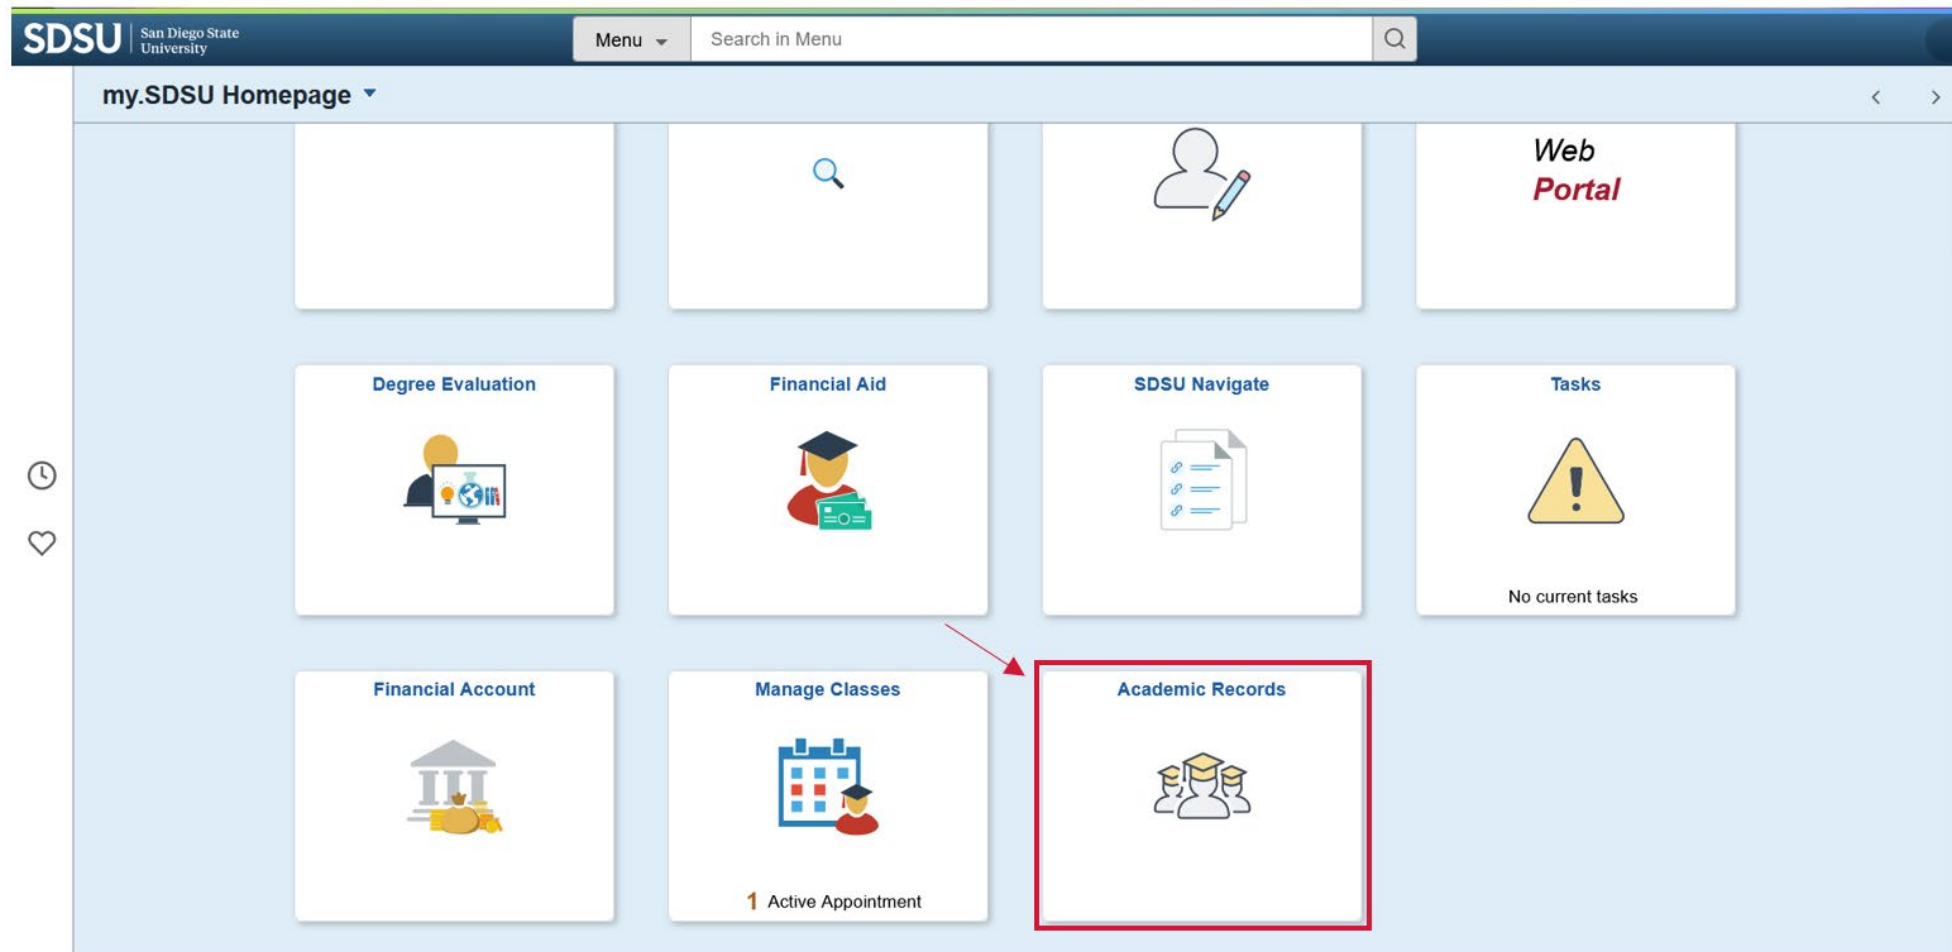 SDSU
San Diego State
University
Menu
Search in Menu
my.SDSU Homepage
Web
Portal
Degree Evaluation
Financial Aid
SDSU Navigate
Tasks
No current tasks
Financial Account
Manage Classes
Academic Records
1 Active Appointment